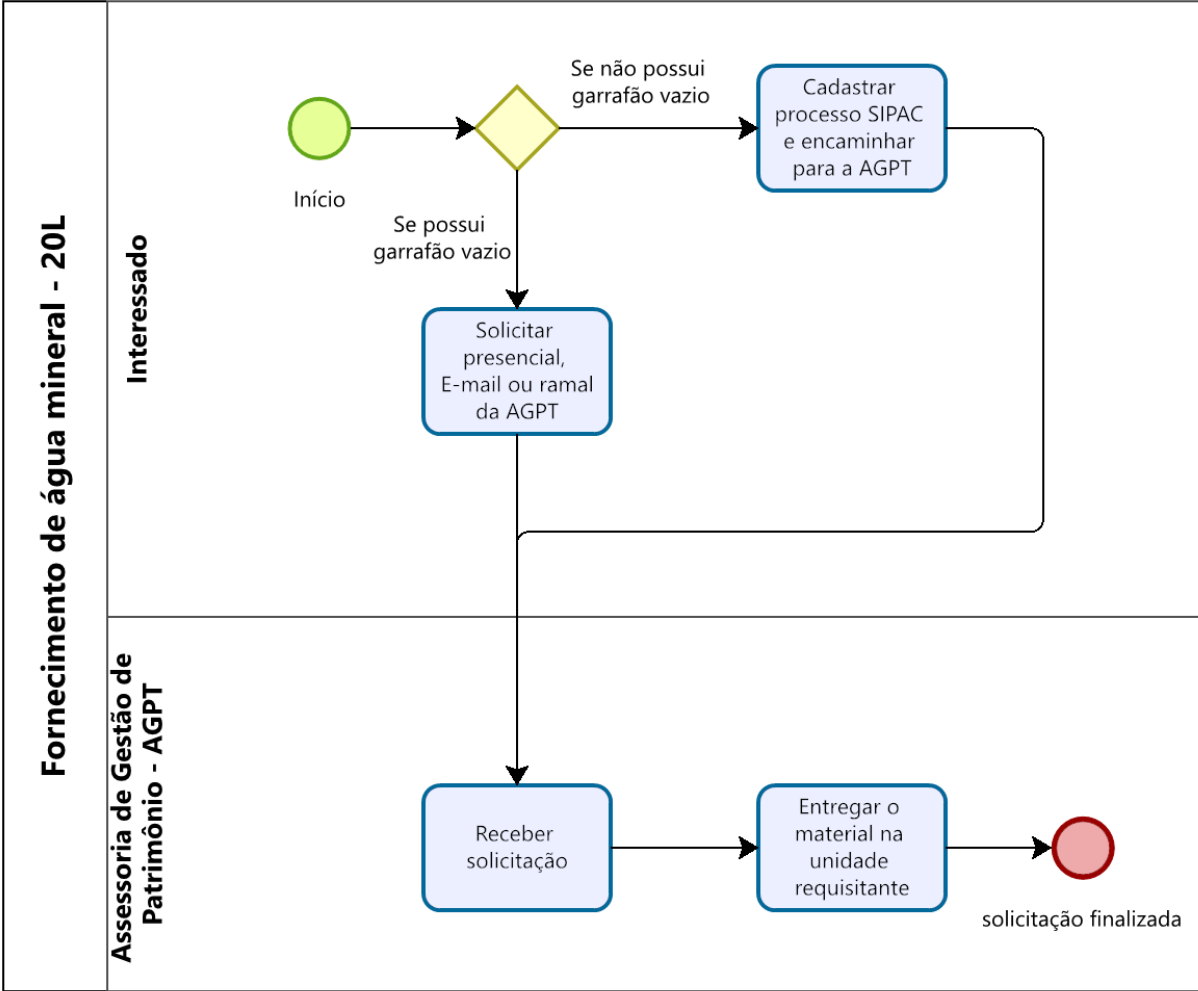 Fornecimento de água mineral - 20L
Interessado
Início
Se não possui
garrafão vazio
Cadastrar
processo SIPAC
e encaminhar
para a AGPT
Se possui
garrafão vazio
Solicitar
presencial,
E-mail ou ramal
da AGPT
Assessoria de Gestão de
Patrimônio - AGPT
Receber
solicitação
Entregar o
material na
unidade
requisitante
solicitação finalizada